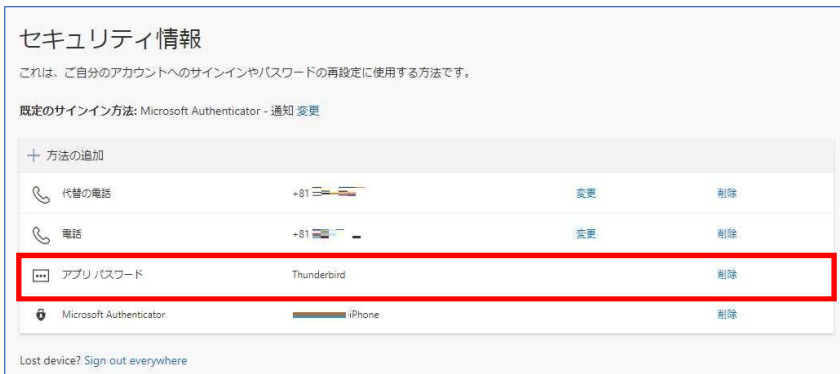 セキュリティ情報
これは、ご自分のアカウントへのサインインやパスワードの再設定に使用する方法です。
既定のサインイン方法: Microsoft Authenticator - 通知 変更
+ 方法の追加
代替の電話 +81 変更 削除
電話 +81 変更 削除
アプリ パスワード Thunderbird 削除
Microsoft Authenticator iPhone 削除
Lost device? Sign out everywhere